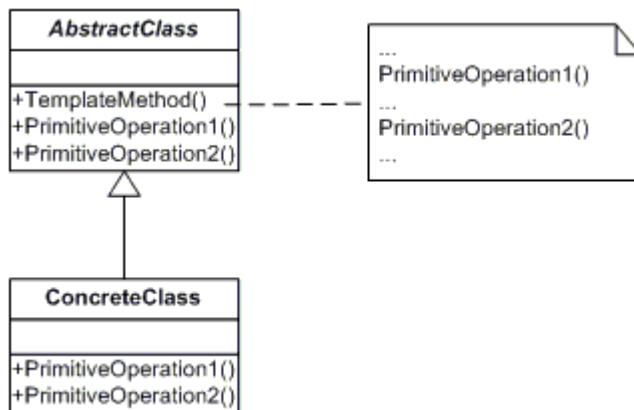 AbstractClass
+TemplateMethod()
+PrimitiveOperation1()
+PrimitiveOperation2()
...
PrimitiveOperation1()
...
PrimitiveOperation2()
...
ConcreteClass
+PrimitiveOperation1()
+PrimitiveOperation2()